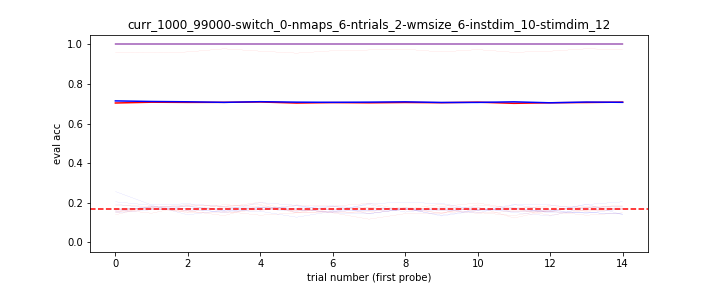 curr_1000_99000-switch_0-nmaps_6-ntrials_2-wmsize_6-instdim_10-stimdim_12
1.0
0.8
0.6
0.4
0.2
0.0
eval acc
0 2 4 6 8 10 12 14
trial number (first probe)